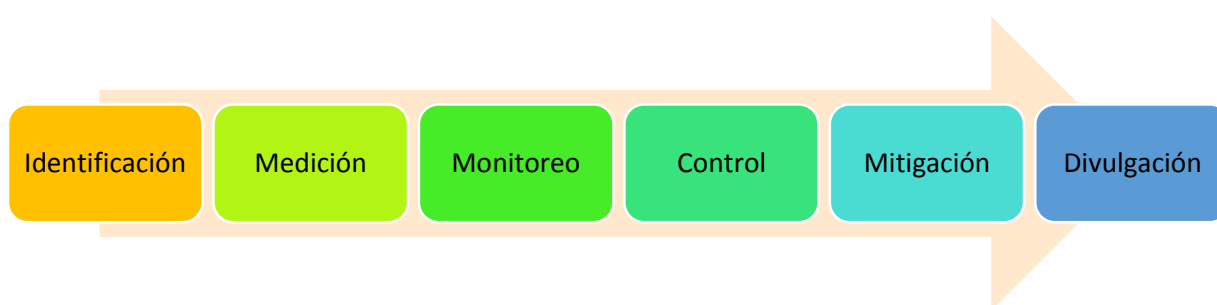 Identificación
Medición
Monitoreo
Control
Mitigación
Divulgación